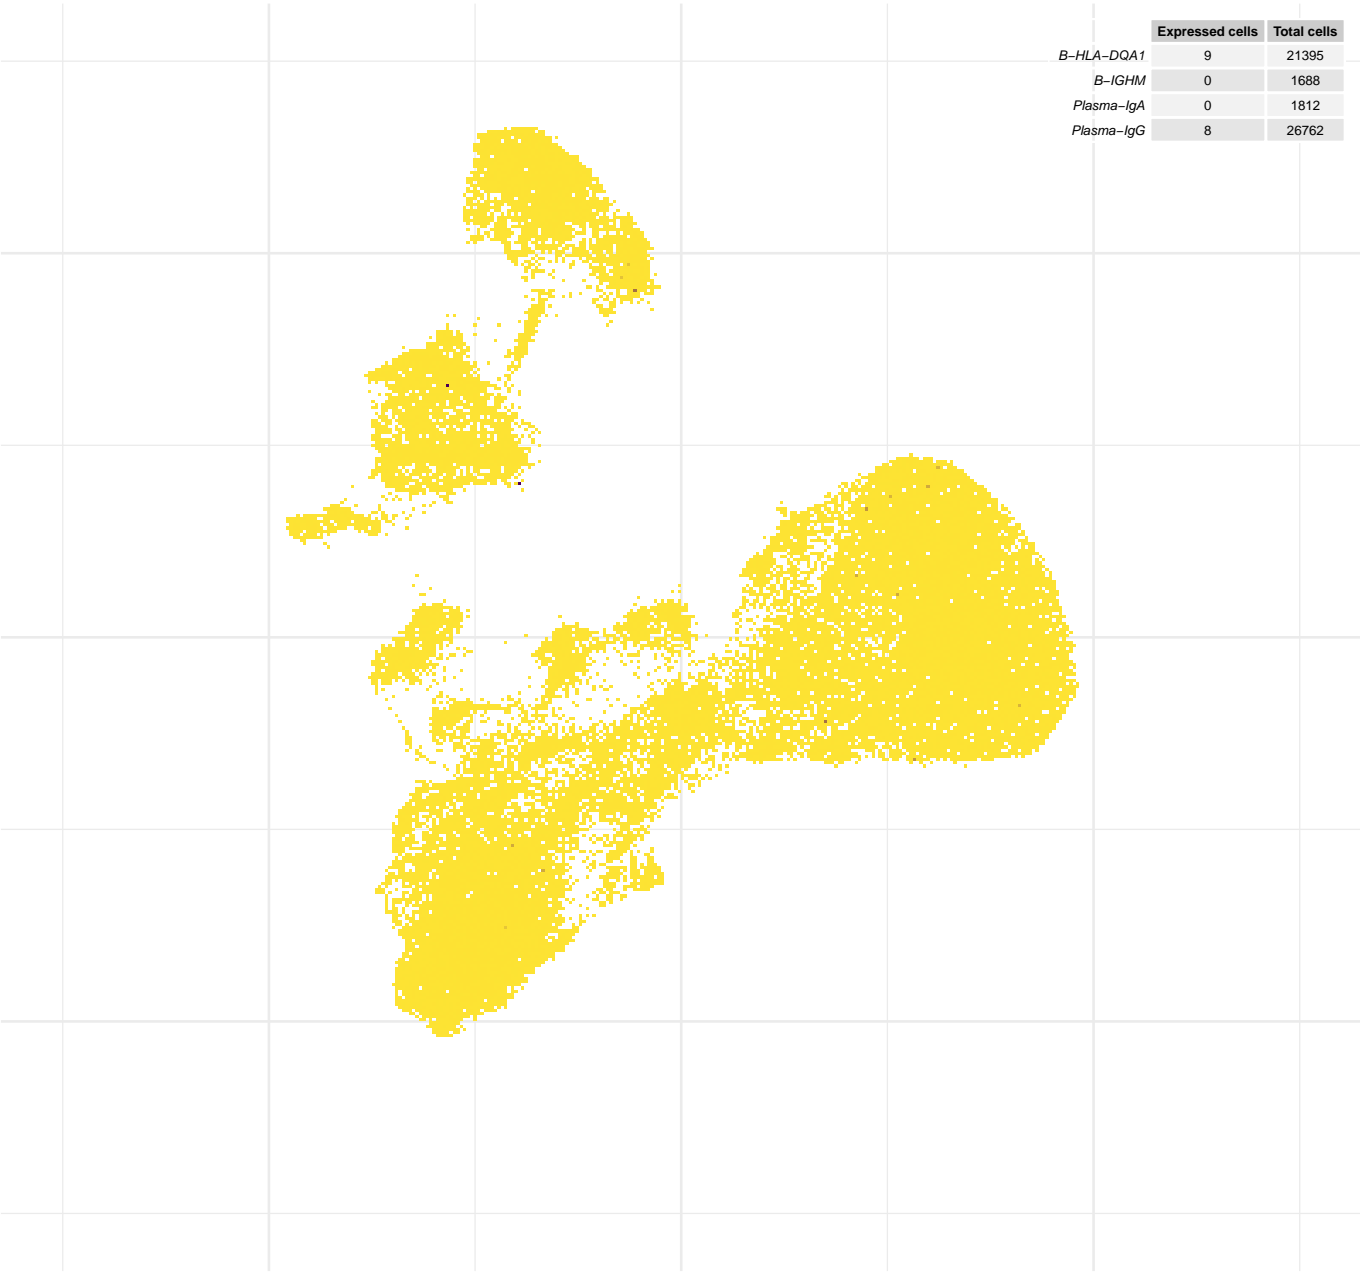 Expressed cells Total cells
B−HLA−DQA1 9 21395
B−IGHM 0 1688
Plasma−IgA 0 1812
Plasma−IgG 8 26762